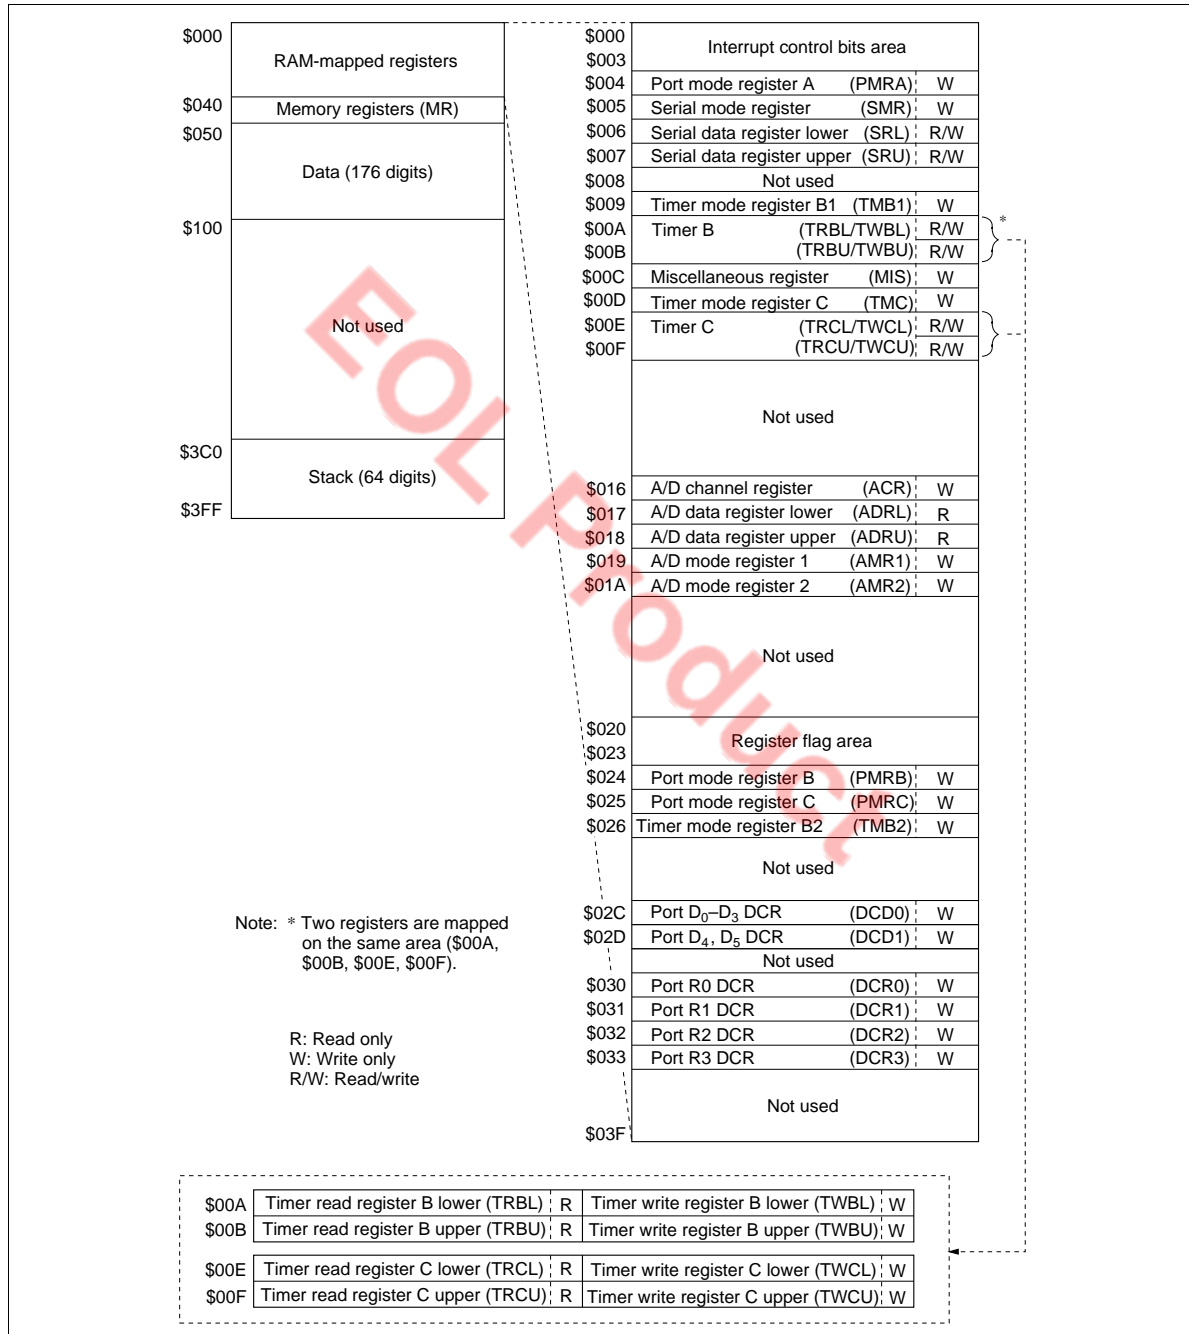 $000
RAM-mapped registers
$040
Memory registers (MR)
$050
Data (176 digits)
$100
Not used
$3C0
Stack (64 digits)
$3FF
$000
Interrupt control bits area
$003
$004 Port mode register A (PMRA) W
$005 Serial mode register (SMR) W
$006 Serial data register lower (SRL) R/W
$007 Serial data register upper (SRU) R/W
$008 Not used
$009 Timer mode register B1 (TMB1) W
$00A Timer B (TRBL/TWBL) R/W *
$00B (TRBU/TWBU) R/W
$00C Miscellaneous register (MIS) W
$00D Timer mode register C (TMC) W
$00E Timer C (TRCL/TWCL) R/W
$00F (TRCU/TWCU) R/W
Not used
$016 A/D channel register (ACR) W
$017 A/D data register lower (ADRL) R
$018 A/D data register upper (ADRU) R
$019 A/D mode register 1 (AMR1) W
$01A A/D mode register 2 (AMR2) W
Not used
$020
Register flag area
$023
$024 Port mode register B (PMRB) W
$025 Port mode register C (PMRC) W
$026 Timer mode register B2 (TMB2) W
Not used
$02C Port D0–D3 DCR (DCD0) W
$02D Port D4, D5 DCR (DCD1) W
Not used
$030 Port R0 DCR (DCR0) W
$031 Port R1 DCR (DCR1) W
$032 Port R2 DCR (DCR2) W
$033 Port R3 DCR (DCR3) W
Not used
$03F
Note: * Two registers are mapped
on the same area ($00A,
$00B, $00E, $00F).
R: Read only
W: Write only
R/W: Read/write
$00A Timer read register B lower (TRBL) R Timer write register B lower (TWBL) W
$00B Timer read register B upper (TRBU) R Timer write register B upper (TWBU) W
$00E Timer read register C lower (TRCL) R Timer write register C lower (TWCL) W
$00F Timer read register C upper (TRCU) R Timer write register C upper (TWCU) W
EOL Product